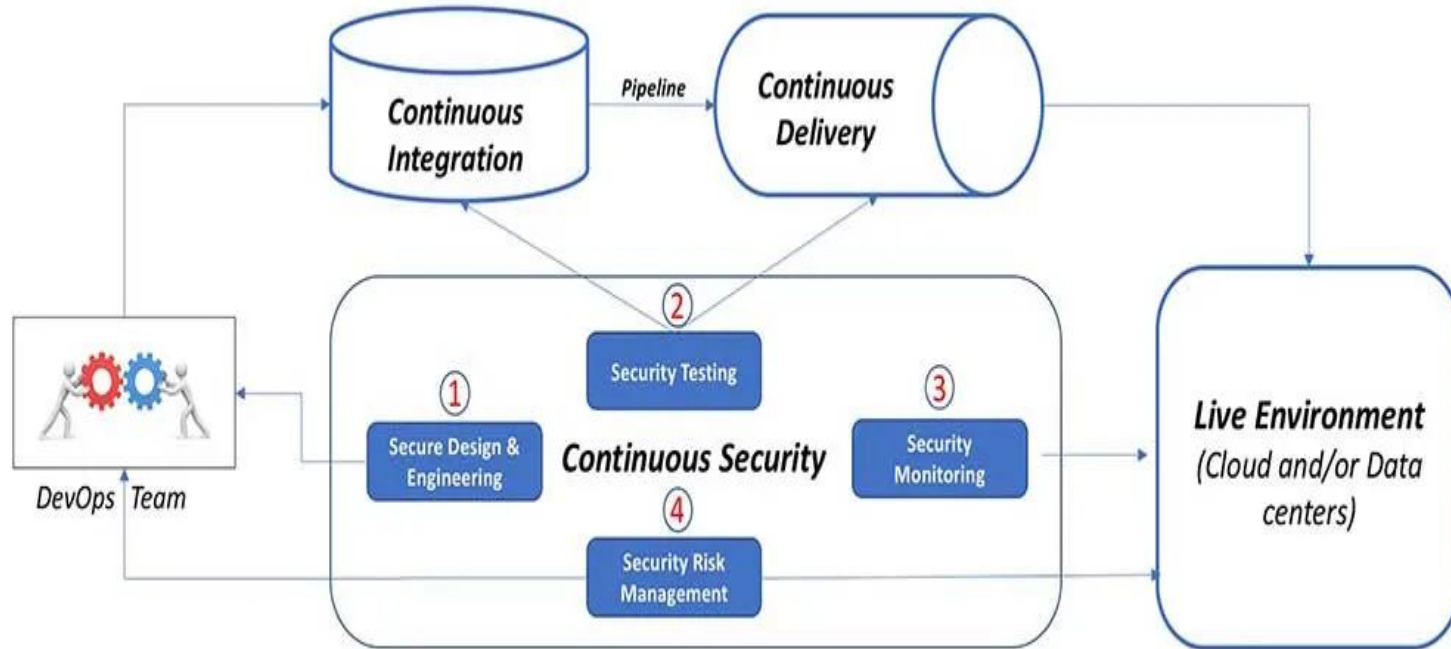 Continuous
Integration
Pipeline
Continuous
Delivery
2
Security Testing
1
Secure Design &
Engineering
Continuous Security
3
Security
Monitoring
4
Security Risk
Management
DevOps Team
Live Environment
(Cloud and/or Data
centers)